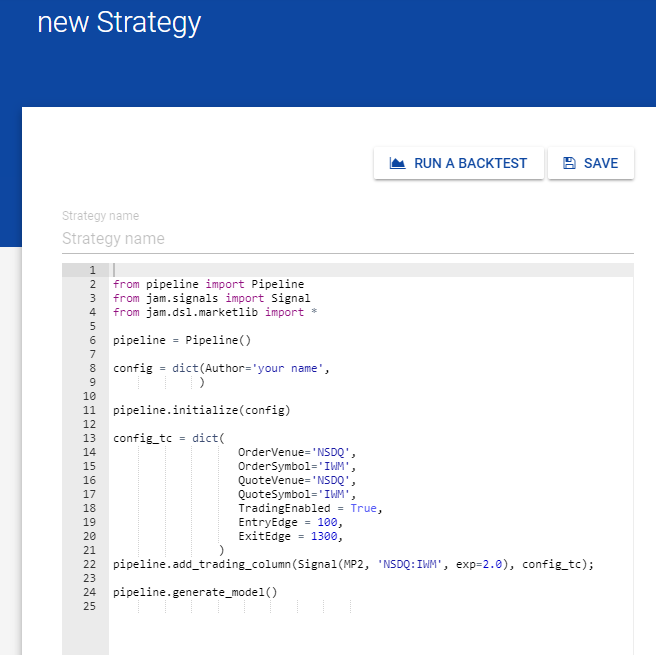 new Strategy
RUN A BACKTEST
SAVE
Strategy name
Strategy name
1
2 from pipeline import Pipeline
3 from jam.signals import Signal
4 from jam.dsl.marketlib import *
5
6 pipeline = Pipeline()
7
8 config = dict(Author='your name',
9 )
10
11 pipeline.initialize(config)
12
13 config_tc = dict(
14 OrderVenue='NSDQ',
15 OrderSymbol='IWM',
16 QuoteVenue='NSDQ',
17 QuoteSymbol='IWM',
18 TradingEnabled = True,
19 EntryEdge = 100,
20 ExitEdge = 1300,
21 )
22 pipeline.add_trading_column(Signal(MP2, 'NSDQ:IWM', exp=2.0), config_tc);
23
24 pipeline.generate_model()
25